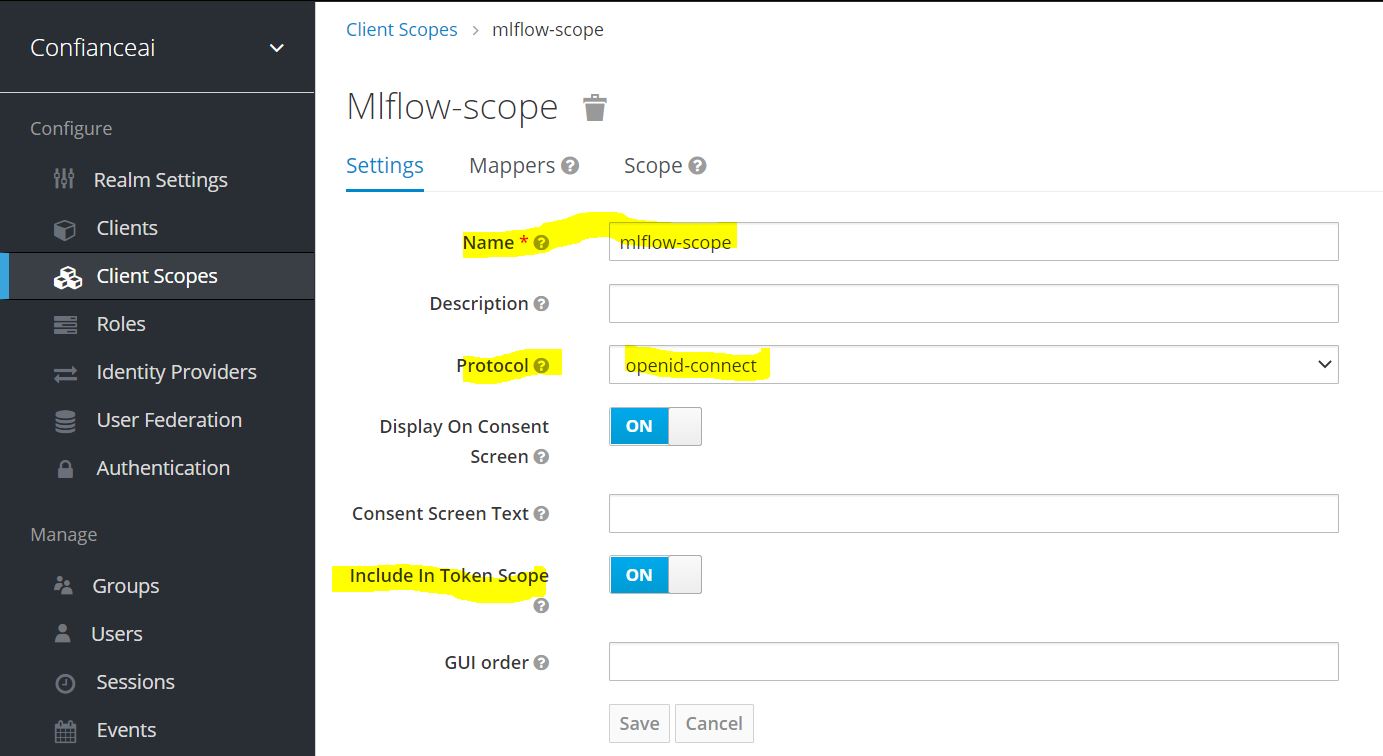 Confianceai
Configure
Realm Settings
Clients
Client Scopes
Roles
Identity Providers
User Federation
Authentication
Manage
Groups
Users
Sessions
Events
Client Scopes > mlflow-scope
Mlflow-scope
Settings Mappers ? Scope ?
Name * ? mlflow-scope
Description ?
Protocol ? openid-connect
Display On Consent ON
Screen ?
Consent Screen Text ?
Include In Token Scope ON
?
GUI order ?
Save Cancel